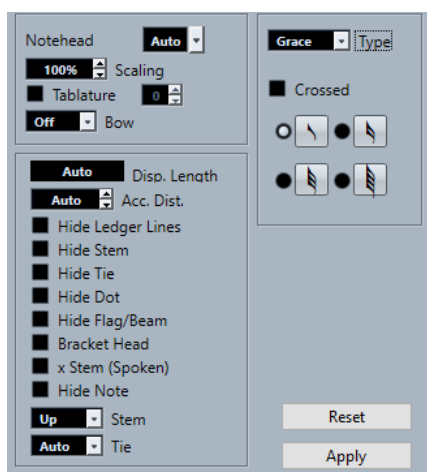 Notehead Auto
100% Scaling
Tablature 0
Off Bow
Auto Disp. Length
Auto Acc. Dist.
Hide Ledger Lines
Hide Stem
Hide Tie
Hide Dot
Hide Flag/Beam
Bracket Head
x Stem (Spoken)
Hide Note
Up Stem
Auto Tie
Grace Type
Crossed
Reset
Apply